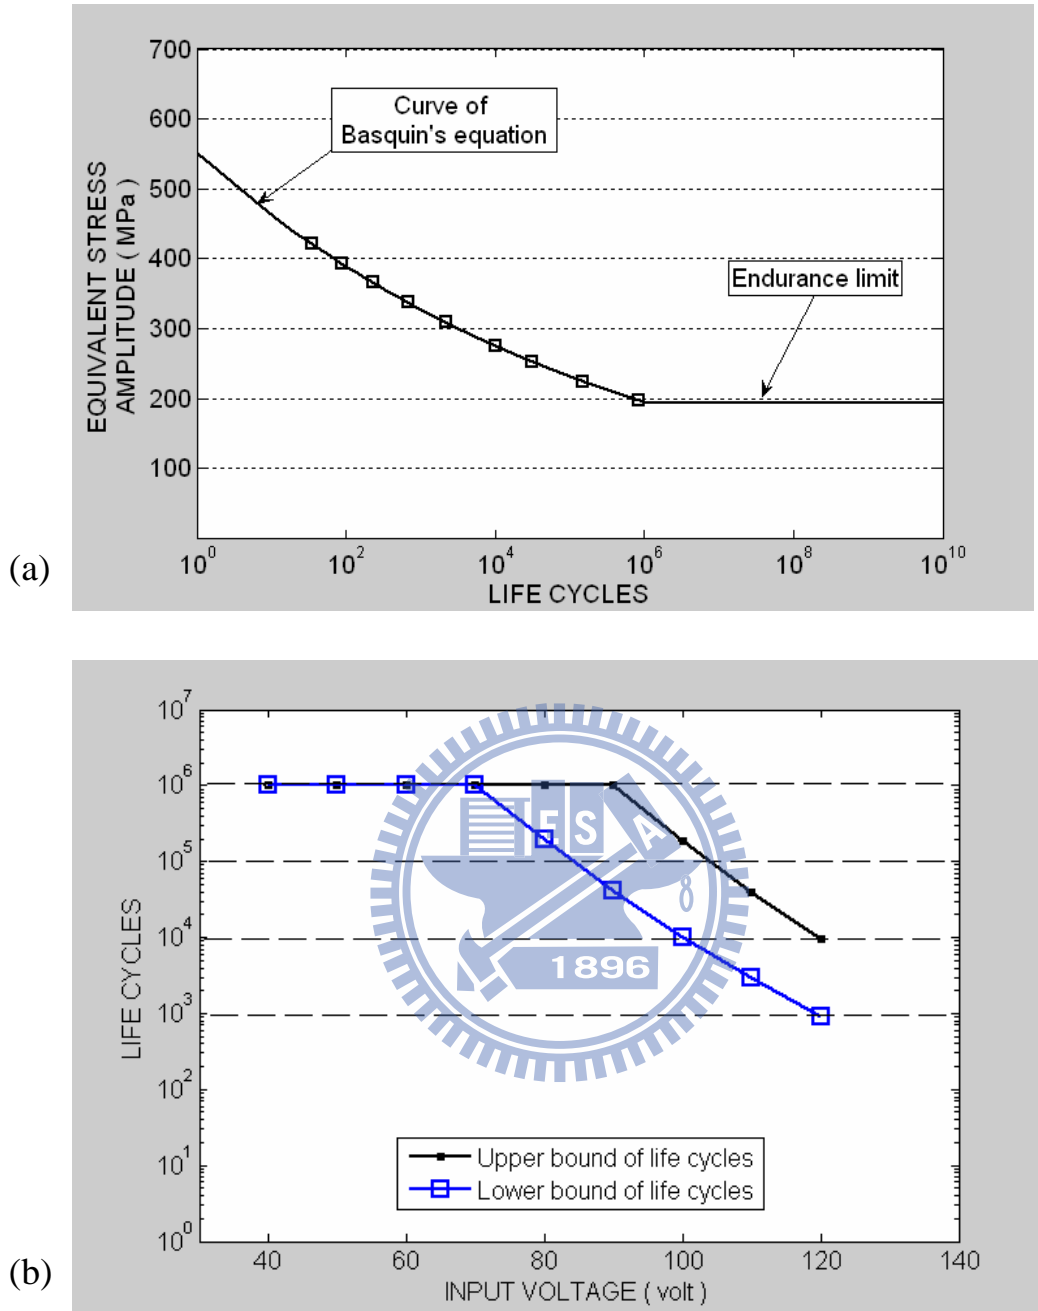 700
600
500
400
300
200
100
EQUIVALENT STRESS
AMPLITUDE ( MPa )
Curve of
Basquin's equation
Endurance limit
10^0 10^2 10^4 10^6 10^8 10^10
LIFE CYCLES
(a)
10^7
10^6
10^5
10^4
10^3
10^2
10^1
10^0
LIFE CYCLES
E S A
8
1896
Upper bound of life cycles
Lower bound of life cycles
40 60 80 100 120 140
INPUT VOLTAGE ( volt )
(b)